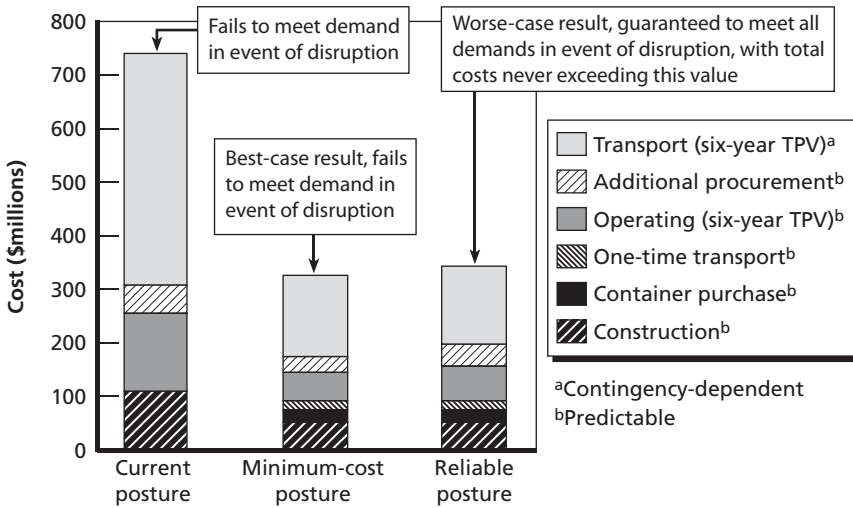 Cost ($millions)
800
700
600
500
400
300
200
100
0
Fails to meet demand
in event of disruption
Worse-case result, guaranteed to meet all
demands in event of disruption, with total
costs never exceeding this value
Best-case result, fails
to meet demand in
event of disruption
Transport (six-year TPV)ᵃ
Additional procurementᵇ
Operating (six-year TPV)ᵇ
One-time transportᵇ
Container purchaseᵇ
Constructionᵇ
ᵃContingency-dependent
ᵇPredictable
Current
posture
Minimum-cost
posture
Reliable
posture